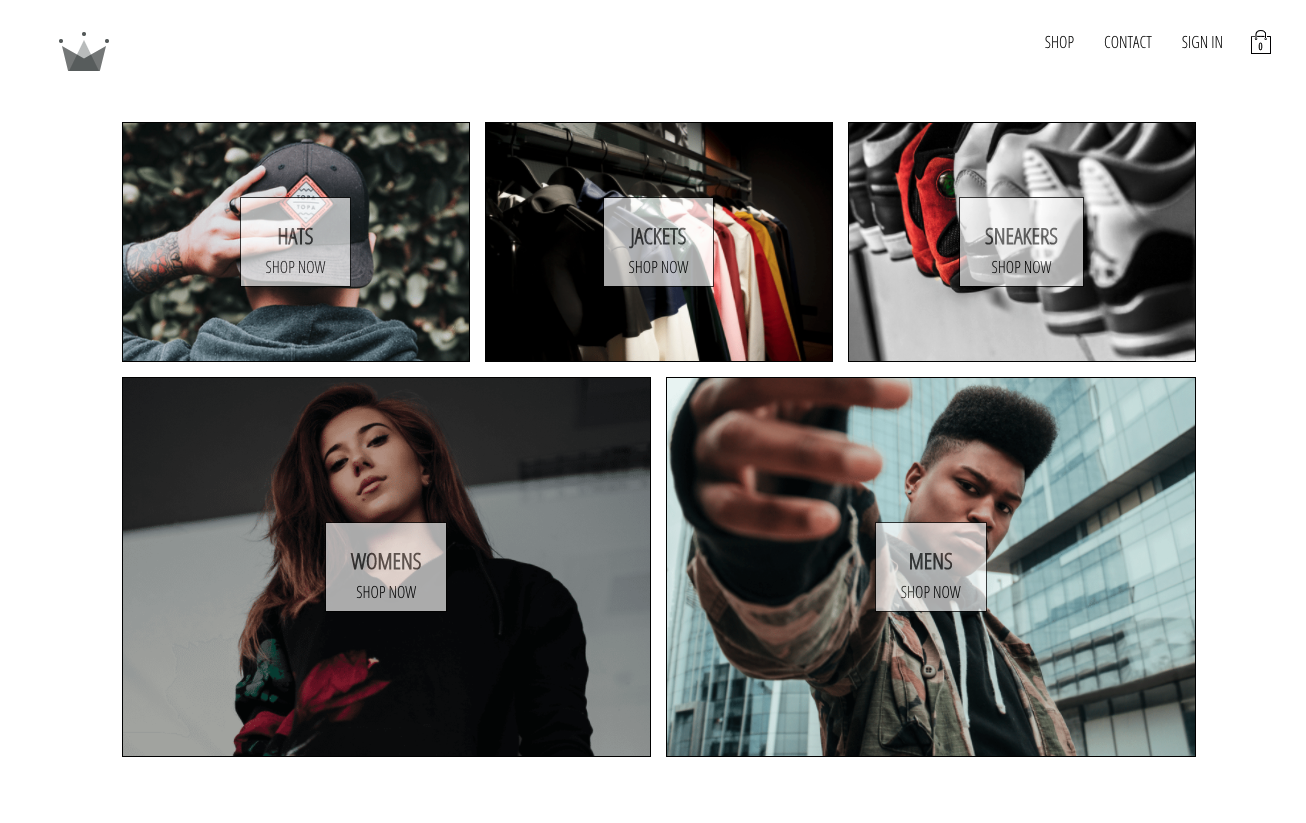 SHOP
CONTACT
SIGN IN
0
TOPA
TOPA
HATS
SHOP NOW
JACKETS
SHOP NOW
SNEAKERS
SHOP NOW
WOMENS
SHOP NOW
MENS
SHOP NOW